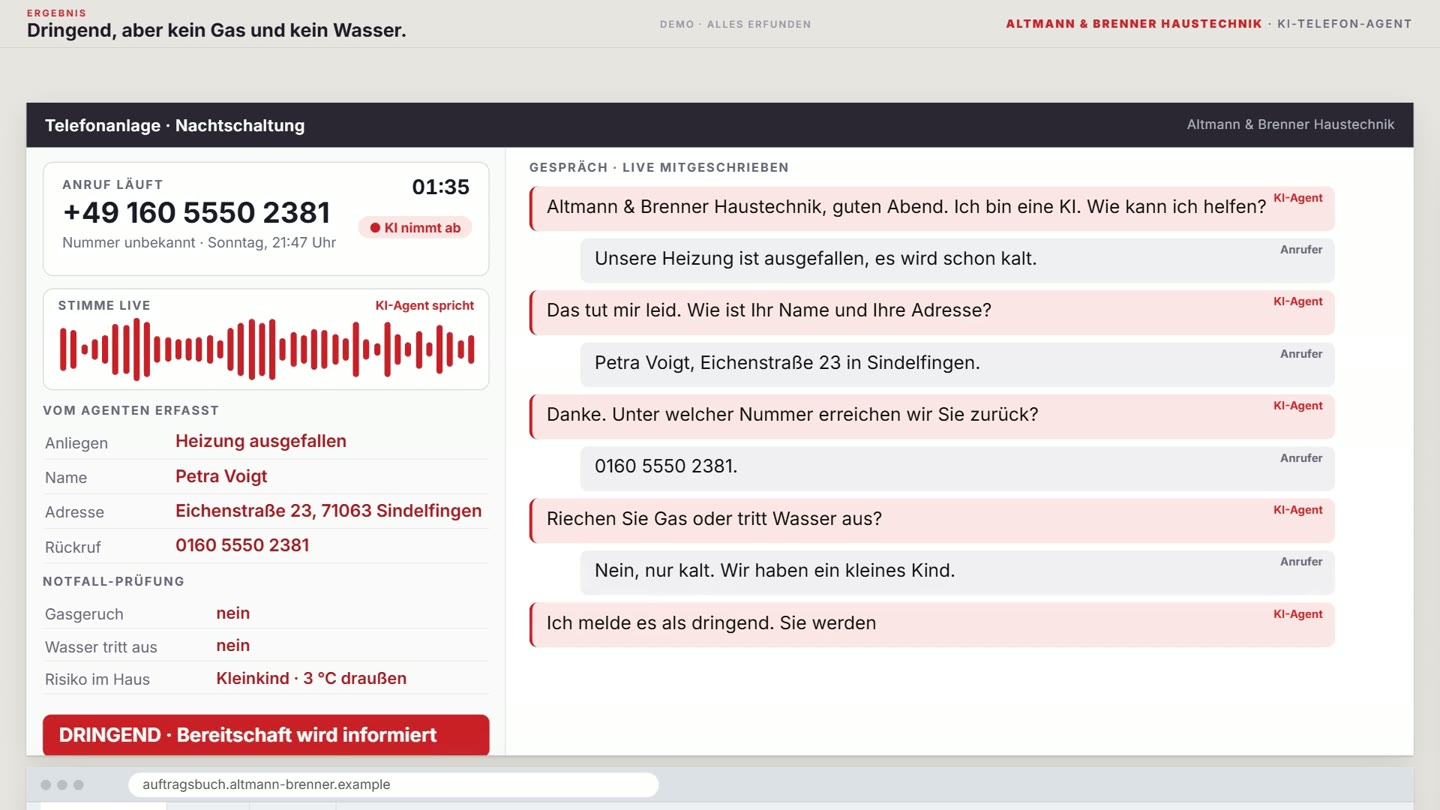 ERGEBNIS
Dringend, aber kein Gas und kein Wasser.
DEMO · ALLES ERFUNDEN
ALTMANN & BRENNER HAUSTECHNIK · KI-TELEFON-AGENT
Telefonanlage · Nachtschaltung
Altmann & Brenner Haustechnik
ANRUF LÄUFT
01:35
+49 160 5550 2381
KI nimmt ab
Nummer unbekannt · Sonntag, 21:47 Uhr
STIMME LIVE
KI-Agent spricht
VOM AGENTEN ERFASST
Anliegen Heizung ausgefallen
Name Petra Voigt
Adresse Eichenstraße 23, 71063 Sindelfingen
Rückruf 0160 5550 2381
NOTFALL-PRÜFUNG
Gasgeruch nein
Wasser tritt aus nein
Risiko im Haus Kleinkind · 3 °C draußen
DRINGEND · Bereitschaft wird informiert
GESPRÄCH · LIVE MITGESCHRIEBEN
Altmann & Brenner Haustechnik, guten Abend. Ich bin eine KI. Wie kann ich helfen?
KI-Agent
Unsere Heizung ist ausgefallen, es wird schon kalt.
Anrufer
Das tut mir leid. Wie ist Ihr Name und Ihre Adresse?
KI-Agent
Petra Voigt, Eichenstraße 23 in Sindelfingen.
Anrufer
Danke. Unter welcher Nummer erreichen wir Sie zurück?
KI-Agent
0160 5550 2381.
Anrufer
Riechen Sie Gas oder tritt Wasser aus?
KI-Agent
Nein, nur kalt. Wir haben ein kleines Kind.
Anrufer
Ich melde es als dringend. Sie werden
KI-Agent
auftragsbuch.altmann-brenner.example